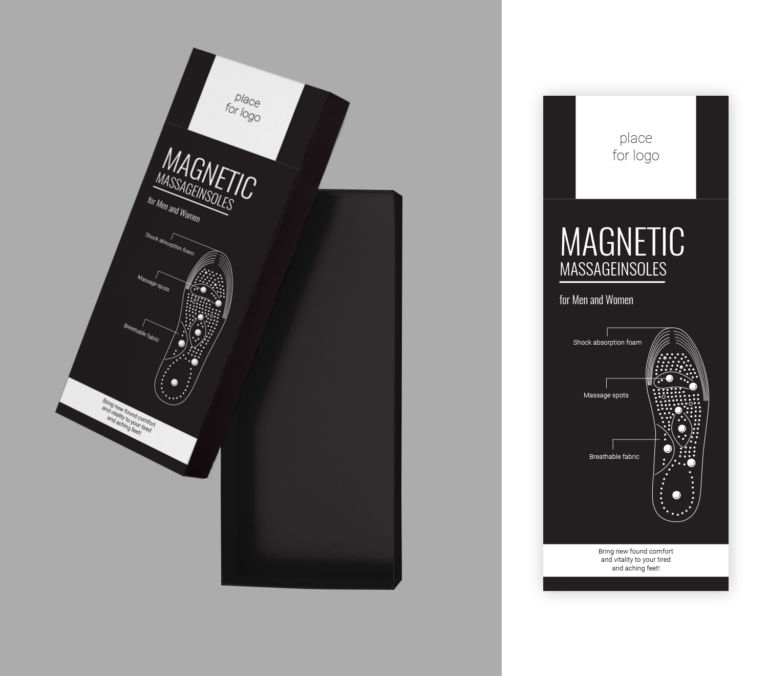 place
for logo
MAGNETIC
MASSAGEINSOLES
for Men and Women
Shock absorption foam
Massage spots
Breathable fabric
Bring new found comfort
and vitality to your tired
and aching feet!
place
for logo
MAGNETIC
MASSAGEINSOLES
for Men and Women
Shock absorption foam
Massage spots
Breathable fabric
Bring new found comfort
and vitality to your tired
and aching feet!